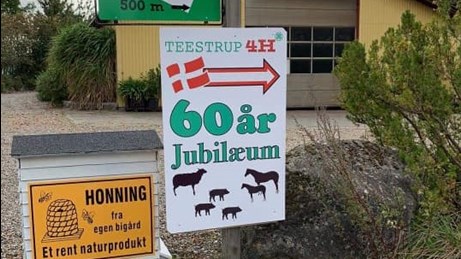 500 m
TEESTRUP 4H
60 år
Jubilæum
HONNING
fra
egen bigård
Et rent naturprodukt